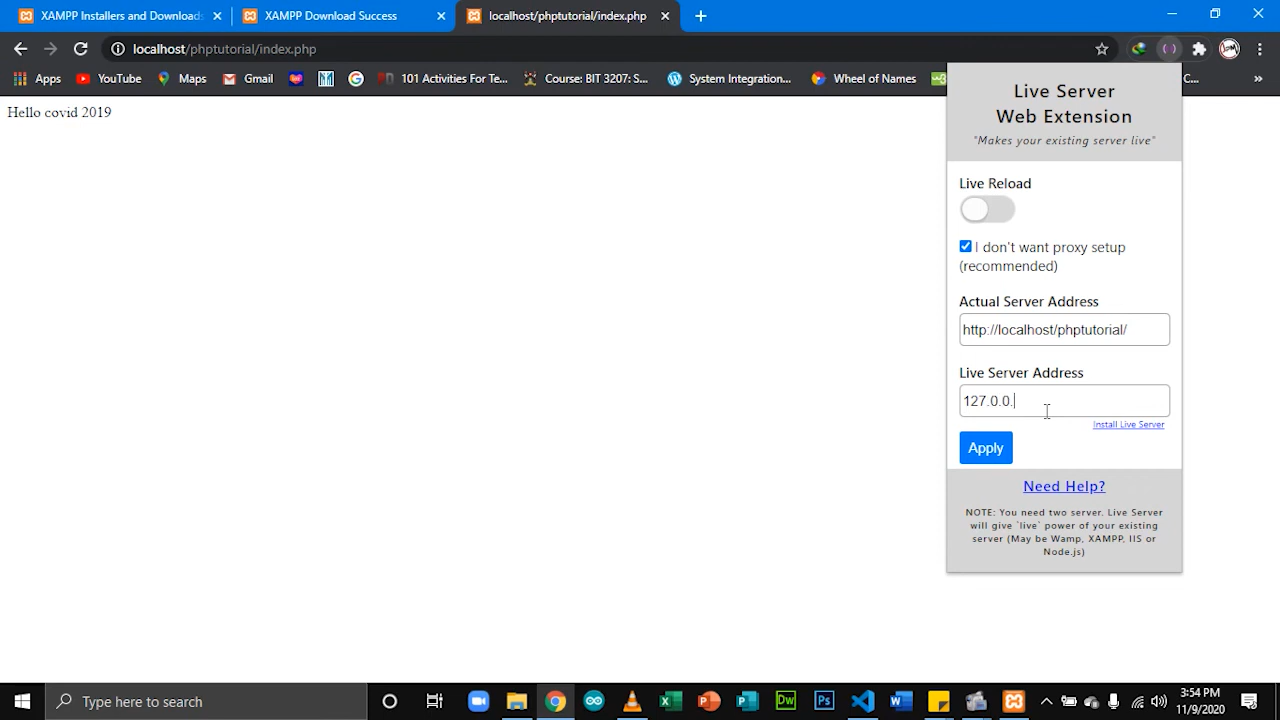 XAMPP Installers and Downloads
XAMPP Download Success
localhost/phptutorial/index.php
localhost/phptutorial/index.php
Apps
YouTube
Maps
Gmail
101 Activities For Te...
Course: BIT 3207: S...
System Integration...
Wheel of Names
C...
Hello covid 2019
Live Server
Web Extension
"Makes your existing server live"
Live Reload
I don't want proxy setup
(recommended)
Actual Server Address
http://localhost/phptutorial/
Live Server Address
127.0.0.
Install Live Server
Apply
Need Help?
NOTE: You need two server. Live Server
will give `live` power of your existing
server (May be Wamp, XAMPP, IIS or
Node.js)
Type here to search
3:54 PM
11/9/2020